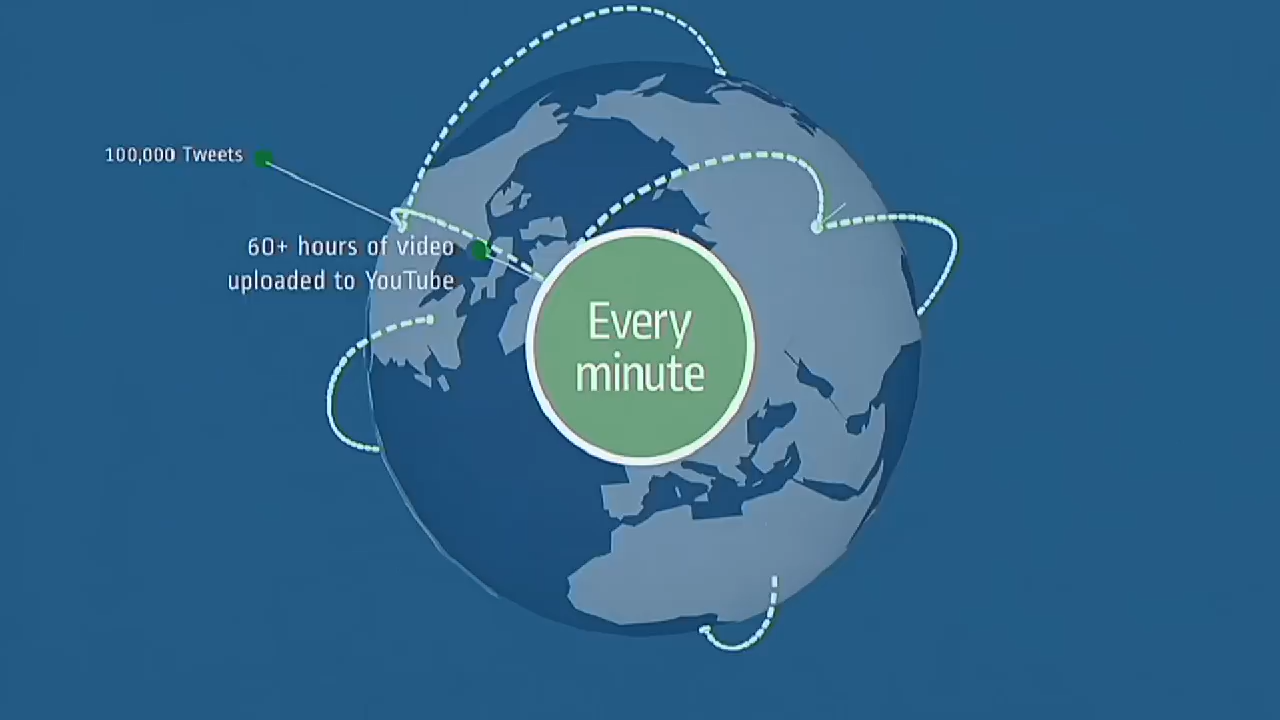 100,000 Tweets
60+ hours of video
uploaded to YouTube
Every
minute